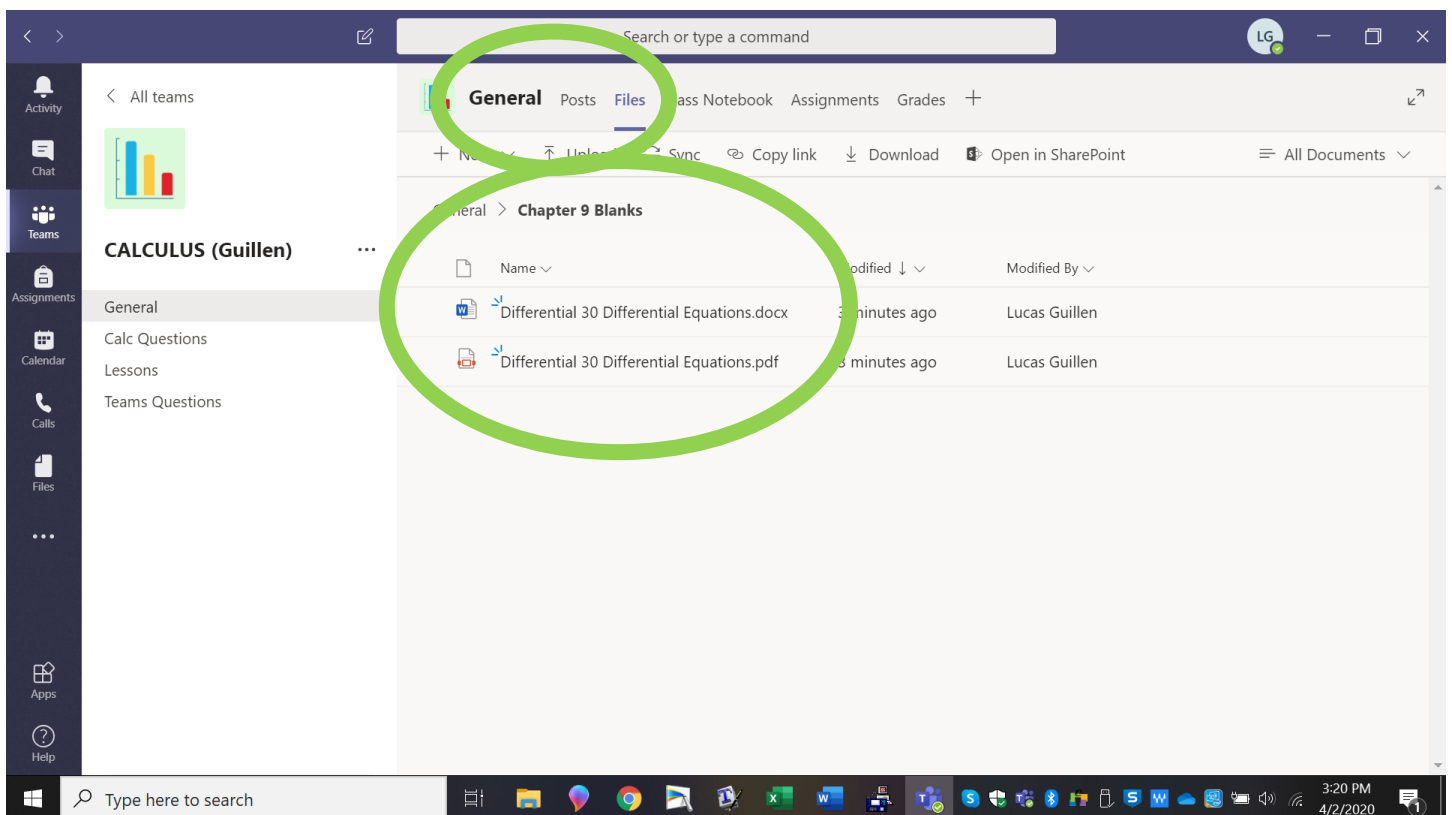 Search or type a command
LG
Activity
Chat
Teams
Assignments
Calendar
Calls
Files
Apps
Help
All teams
CALCULUS (Guillen)
General
Calc Questions
Lessons
Teams Questions
General Posts Files Notebook Assignments Grades
Sync Copy link Download Open in SharePoint All Documents
Chapter 9 Blanks
Name Modified By
Differential 30 Differential Equations.docx minutes ago Lucas Guillen
Differential 30 Differential Equations.pdf minutes ago Lucas Guillen
Type here to search
3:20 PM
4/2/2020
1